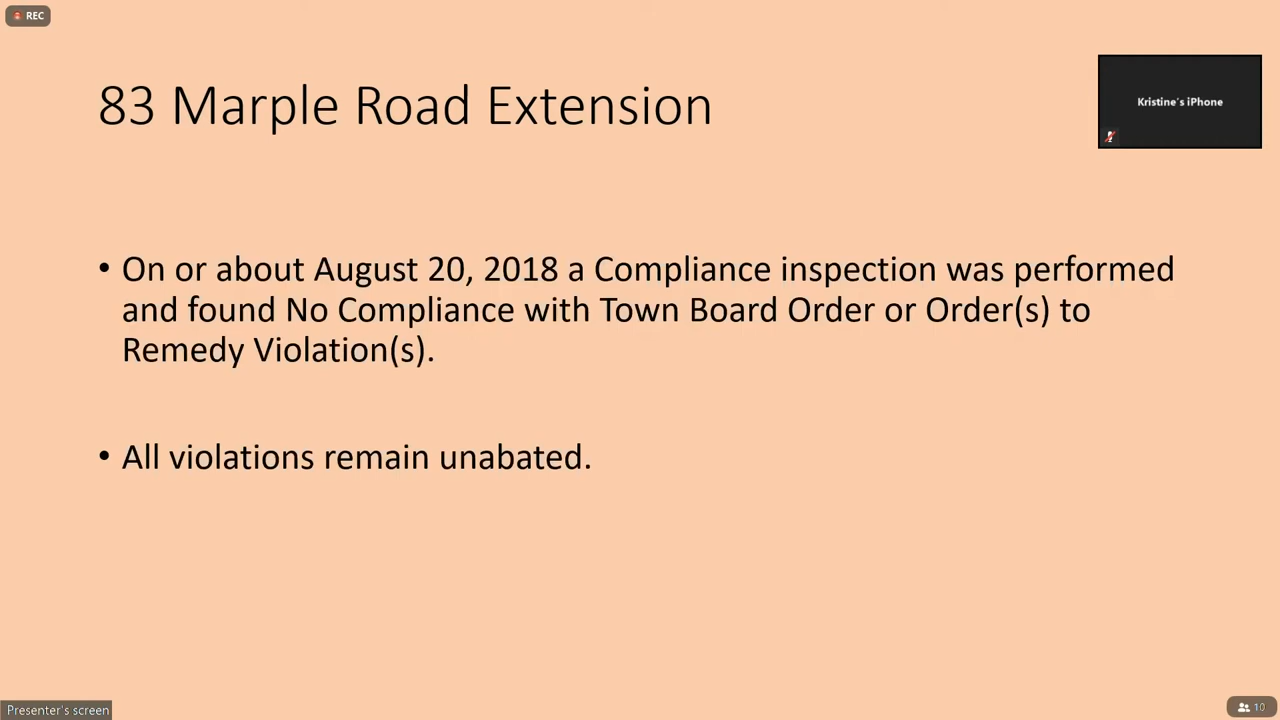 REC
83 Marple Road Extension
Kristine's iPhone
• On or about August 20, 2018 a Compliance inspection was performed
and found No Compliance with Town Board Order or Order(s) to
Remedy Violation(s).
• All violations remain unabated.
Presenter's screen
10